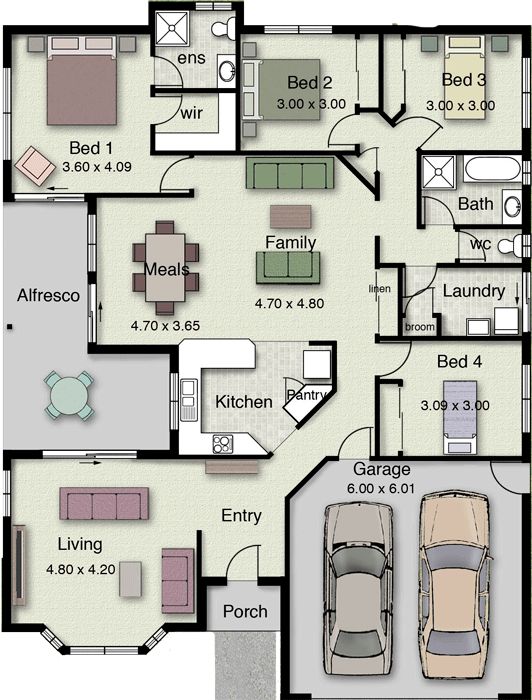 ens
wir
Bed 1
3.60 x 4.09
Bed 2
3.00 x 3.00
Bed 3
3.00 x 3.00
Bath
wc
Family
4.70 x 4.80
Meals
4.70 x 3.65
Alfresco
linen
Laundry
broom
Kitchen
Pantry
Bed 4
3.09 x 3.00
Garage
6.00 x 6.01
Entry
Living
4.80 x 4.20
Porch